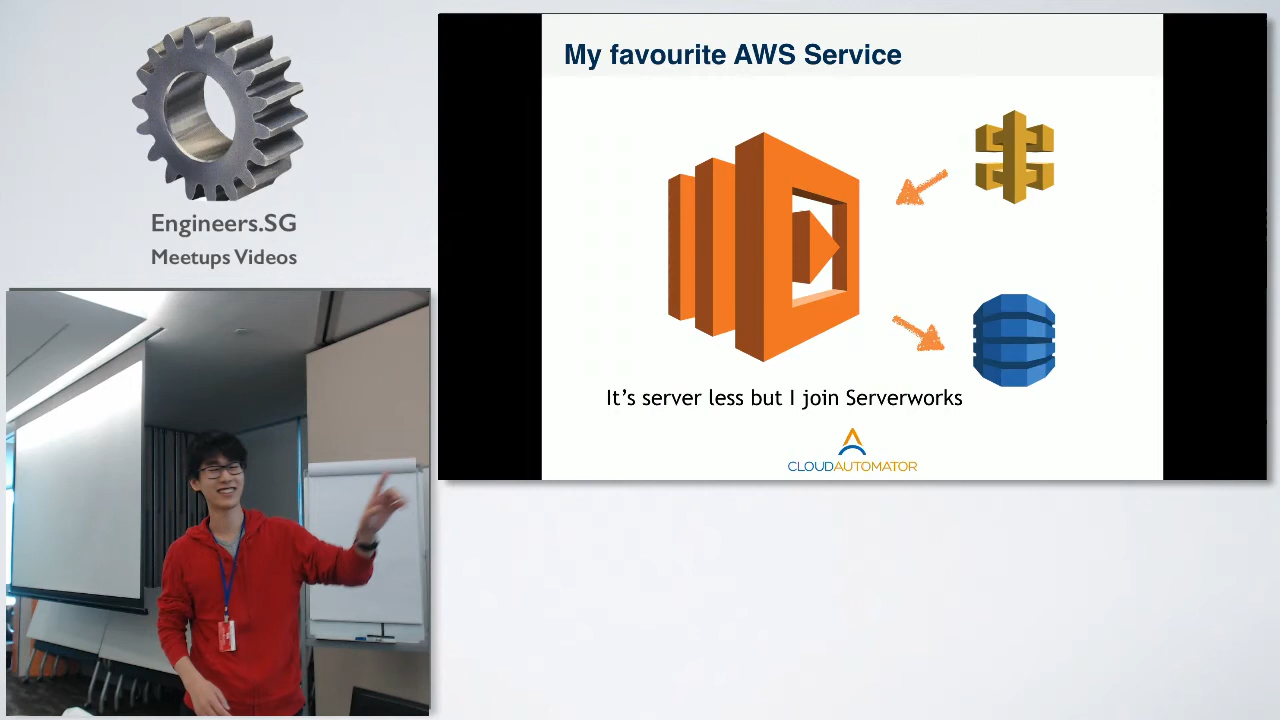 Engineers.SG
Meetups Videos
My favourite AWS Service
It's server less but I join Serverworks
CLOUDAUTOMATOR